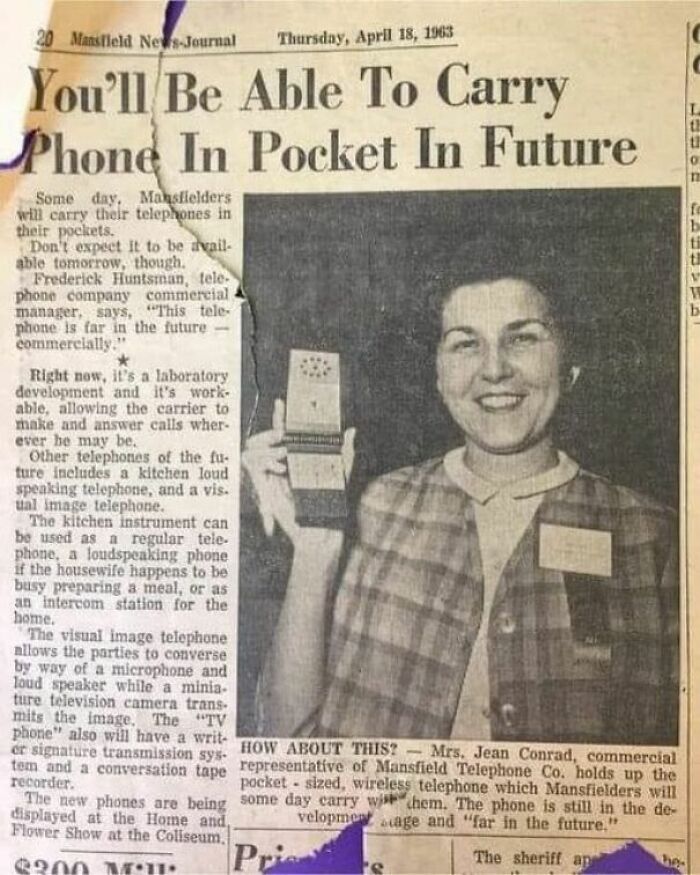 20 Mansfield News-Journal Thursday, April 18, 1963
You'll Be Able To Carry
Phone In Pocket In Future
Some day, Mansfielders
will carry their telephones in
their pockets.
Don't expect it to be avail-
able tomorrow, though.
Frederick Huntsman, tele-
phone company commercial
manager, says, "This tele-
phone is far in the future —
commercially."
★
Right now, it's a laboratory
development and it's work-
able, allowing the carrier to
make and answer calls wher-
ever he may be.
Other telephones of the fu-
ture includes a kitchen loud
speaking telephone, and a vis-
ual image telephone.
The kitchen instrument can
be used as a regular tele-
phone, a loudspeaking phone
if the housewife happens to be
busy preparing a meal, or as
an intercom station for the
home.
The visual image telephone
allows the parties to converse
by way of a microphone and
loud speaker while a minia-
ture television camera trans-
mits the image. The "TV
phone" also will have a writ-
er signature transmission sys-
tem and a conversation tape
recorder.
The new phones are being
displayed at the Home and
Flower Show at the Coliseum.
HOW ABOUT THIS? — Mrs. Jean Conrad, commercial
representative of Mansfield Telephone Co. holds up the
pocket - sized, wireless telephone which Mansfielders will
some day carry with them. The phone is still in the de-
velopment stage and "far in the future."
$200
The sheriff